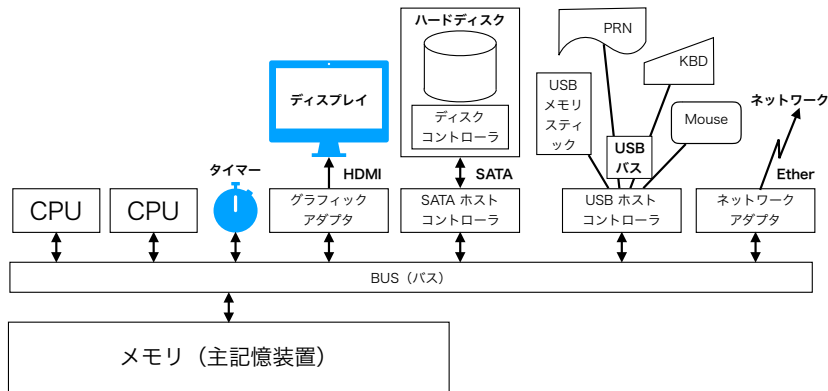 PRN
ハードディスク
KBD
ディスプレイ
USB
メモリ
スティ
ック
ネットワーク
ディスク
コントローラ
Mouse
USB
バス
タイマー
HDMI
SATA
Ether
CPU
CPU
グラフィック
アダプタ
SATA ホスト
コントローラ
USB ホスト
コントローラ
ネットワーク
アダプタ
BUS（バス）
メモリ（主記憶装置）